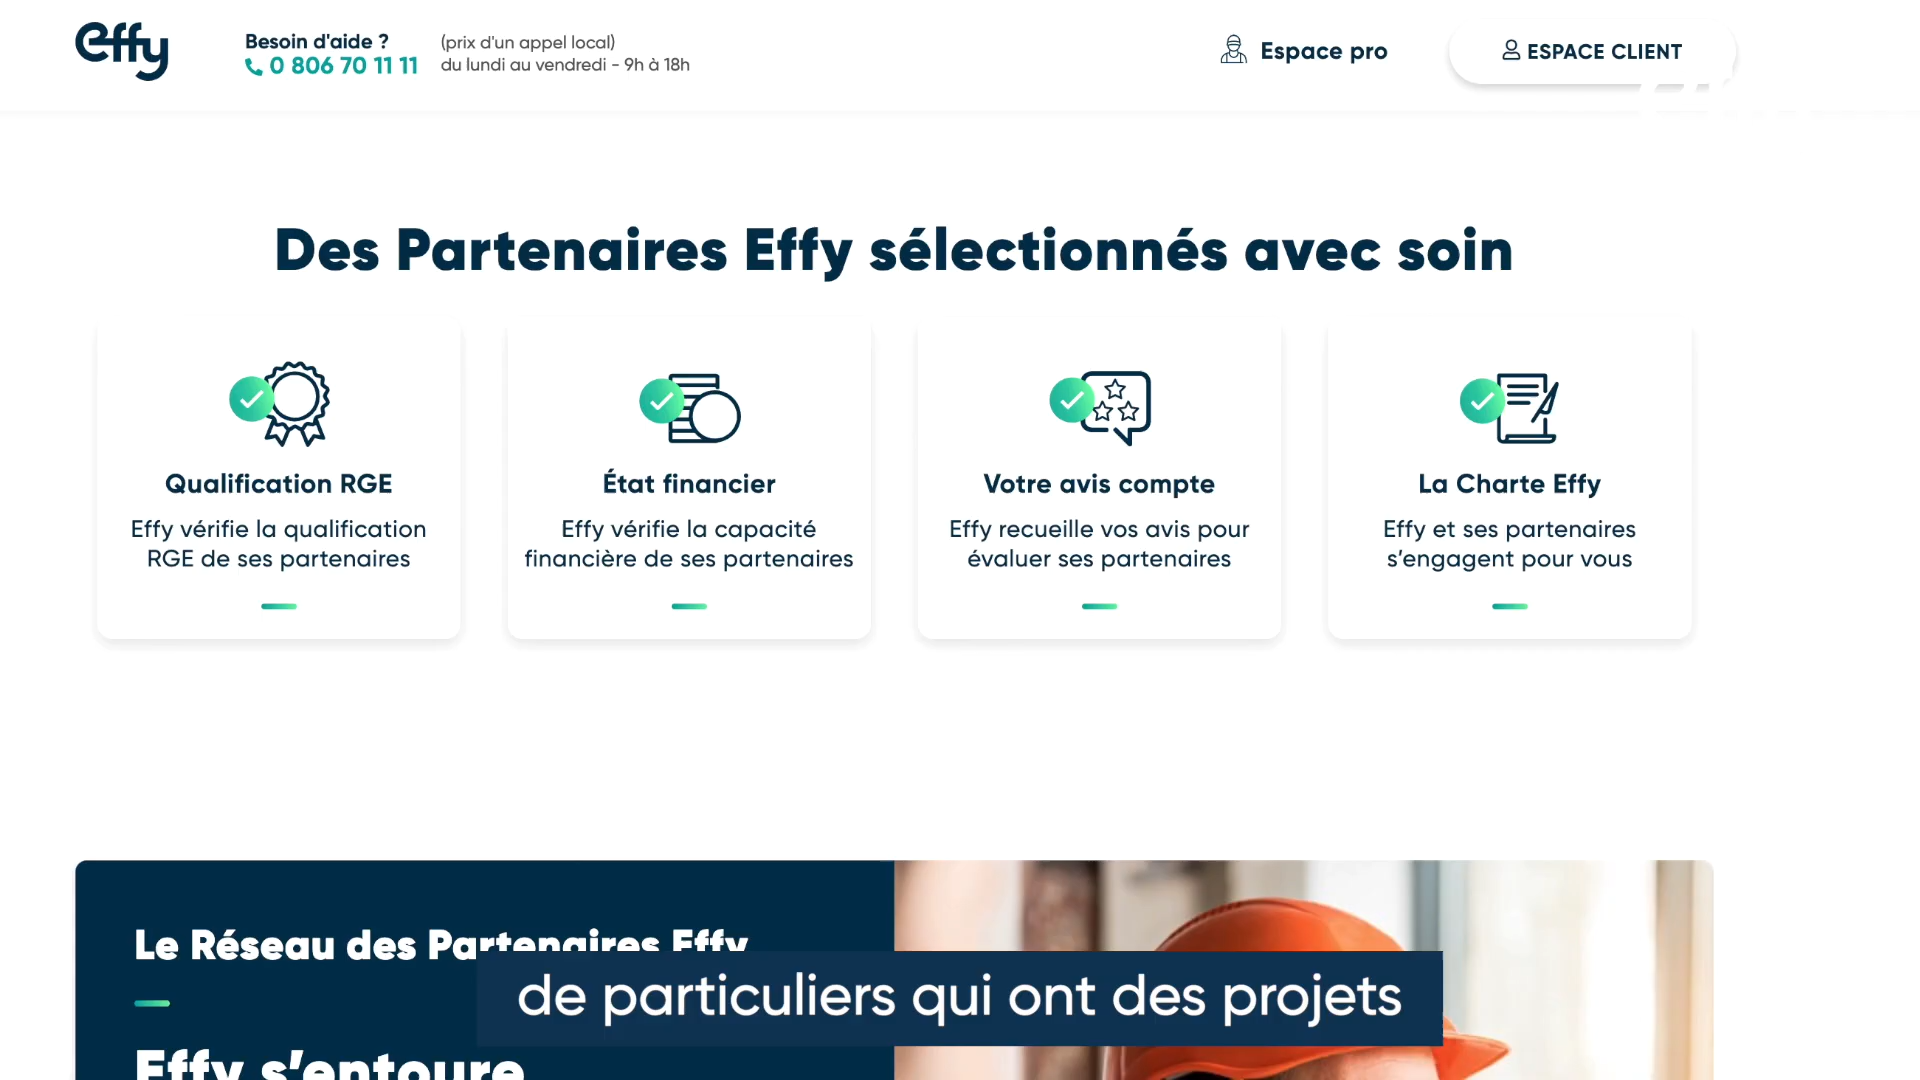 effy
Besoin d'aide ?
0 806 70 11 11
(prix d'un appel local)
du lundi au vendredi - 9h à 18h
Espace pro
ESPACE CLIENT
Des Partenaires Effy sélectionnés avec soin
Qualification RGE
Effy vérifie la qualification
RGE de ses partenaires
État financier
Effy vérifie la capacité
financière de ses partenaires
Votre avis compte
Effy recueille vos avis pour
évaluer ses partenaires
La Charte Effy
Effy et ses partenaires
s’engagent pour vous
Le Réseau des Partenaires Effy
de particuliers qui ont des projets
Effy s’entoure